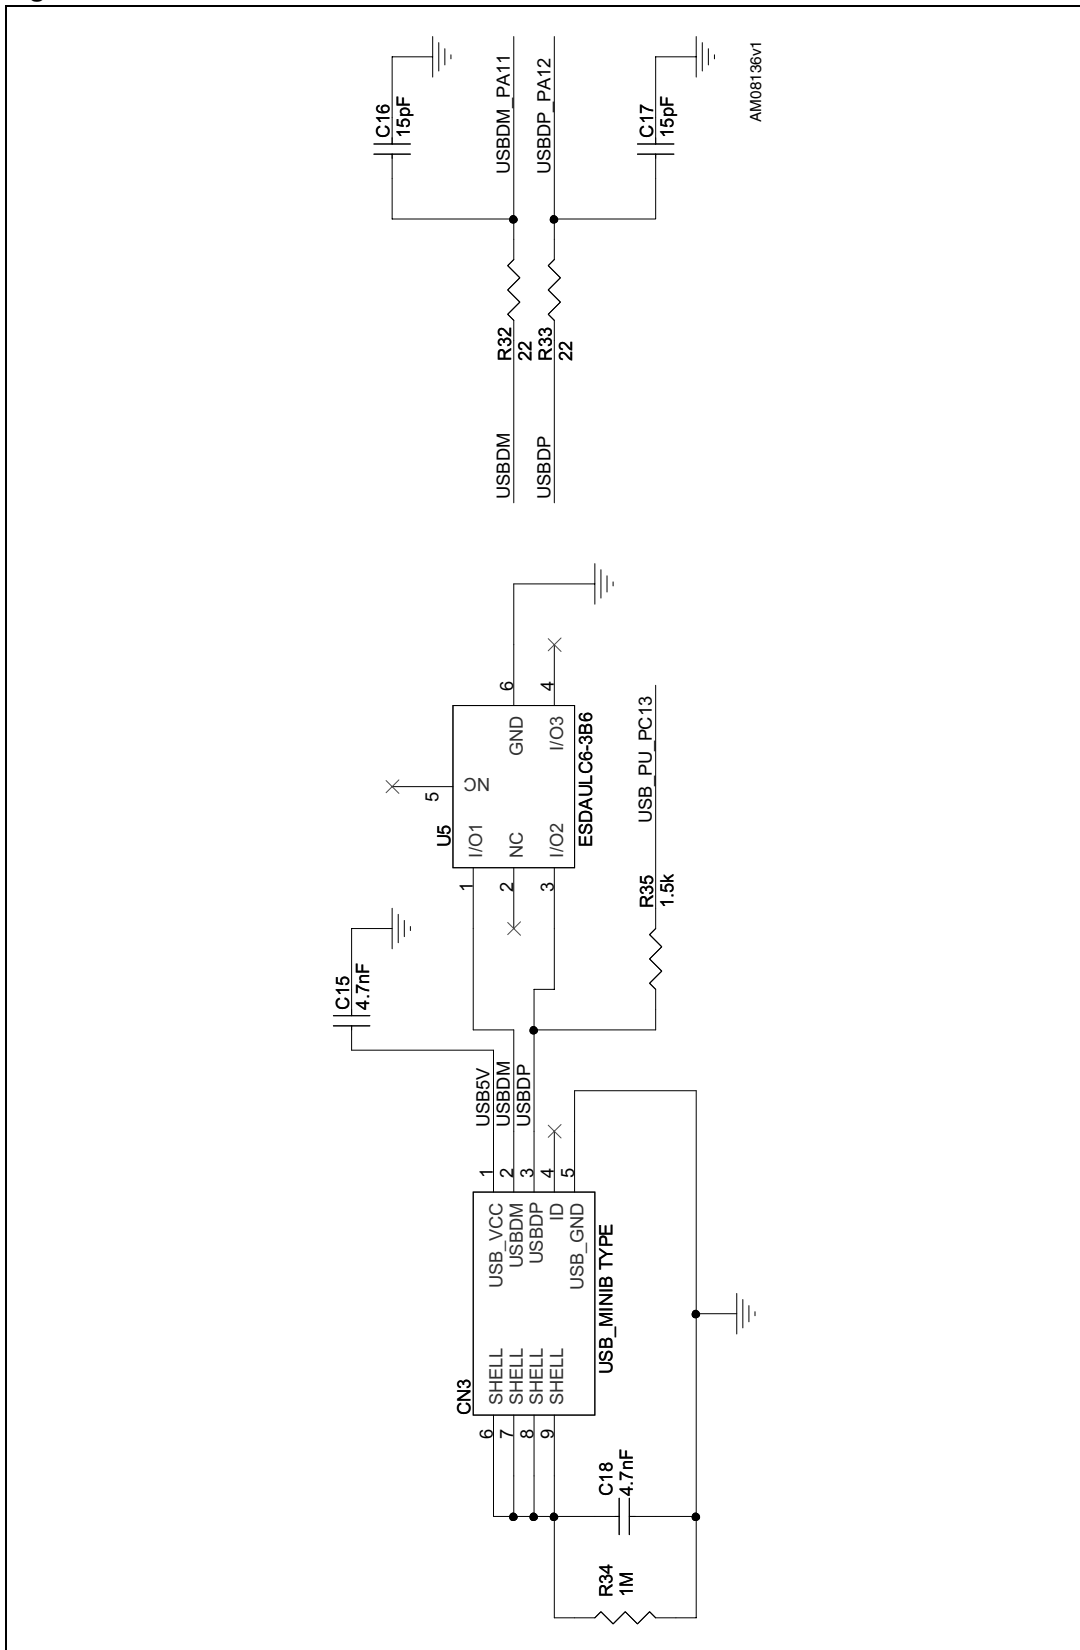 C16
15pF
USBDM_PA11
USBDP_PA12
C17
15pF
AM08136v1
R32
22
R33
22
USBDM
USBDP
U5
I/O1
NC
I/O2
NC
GND
I/O3
1
2
3
5
6
4
ESDAULC6-3B6
USB_PU_PC13
R35
1.5k
C15
4.7nF
USB5V
USBDM
USBDP
1
2
3
4
5
USB_VCC
USBDM
USBDP
ID
USB_GND
CN3
SHELL
SHELL
SHELL
SHELL
USB_MINIB TYPE
6
7
8
9
C18
4.7nF
R34
1M